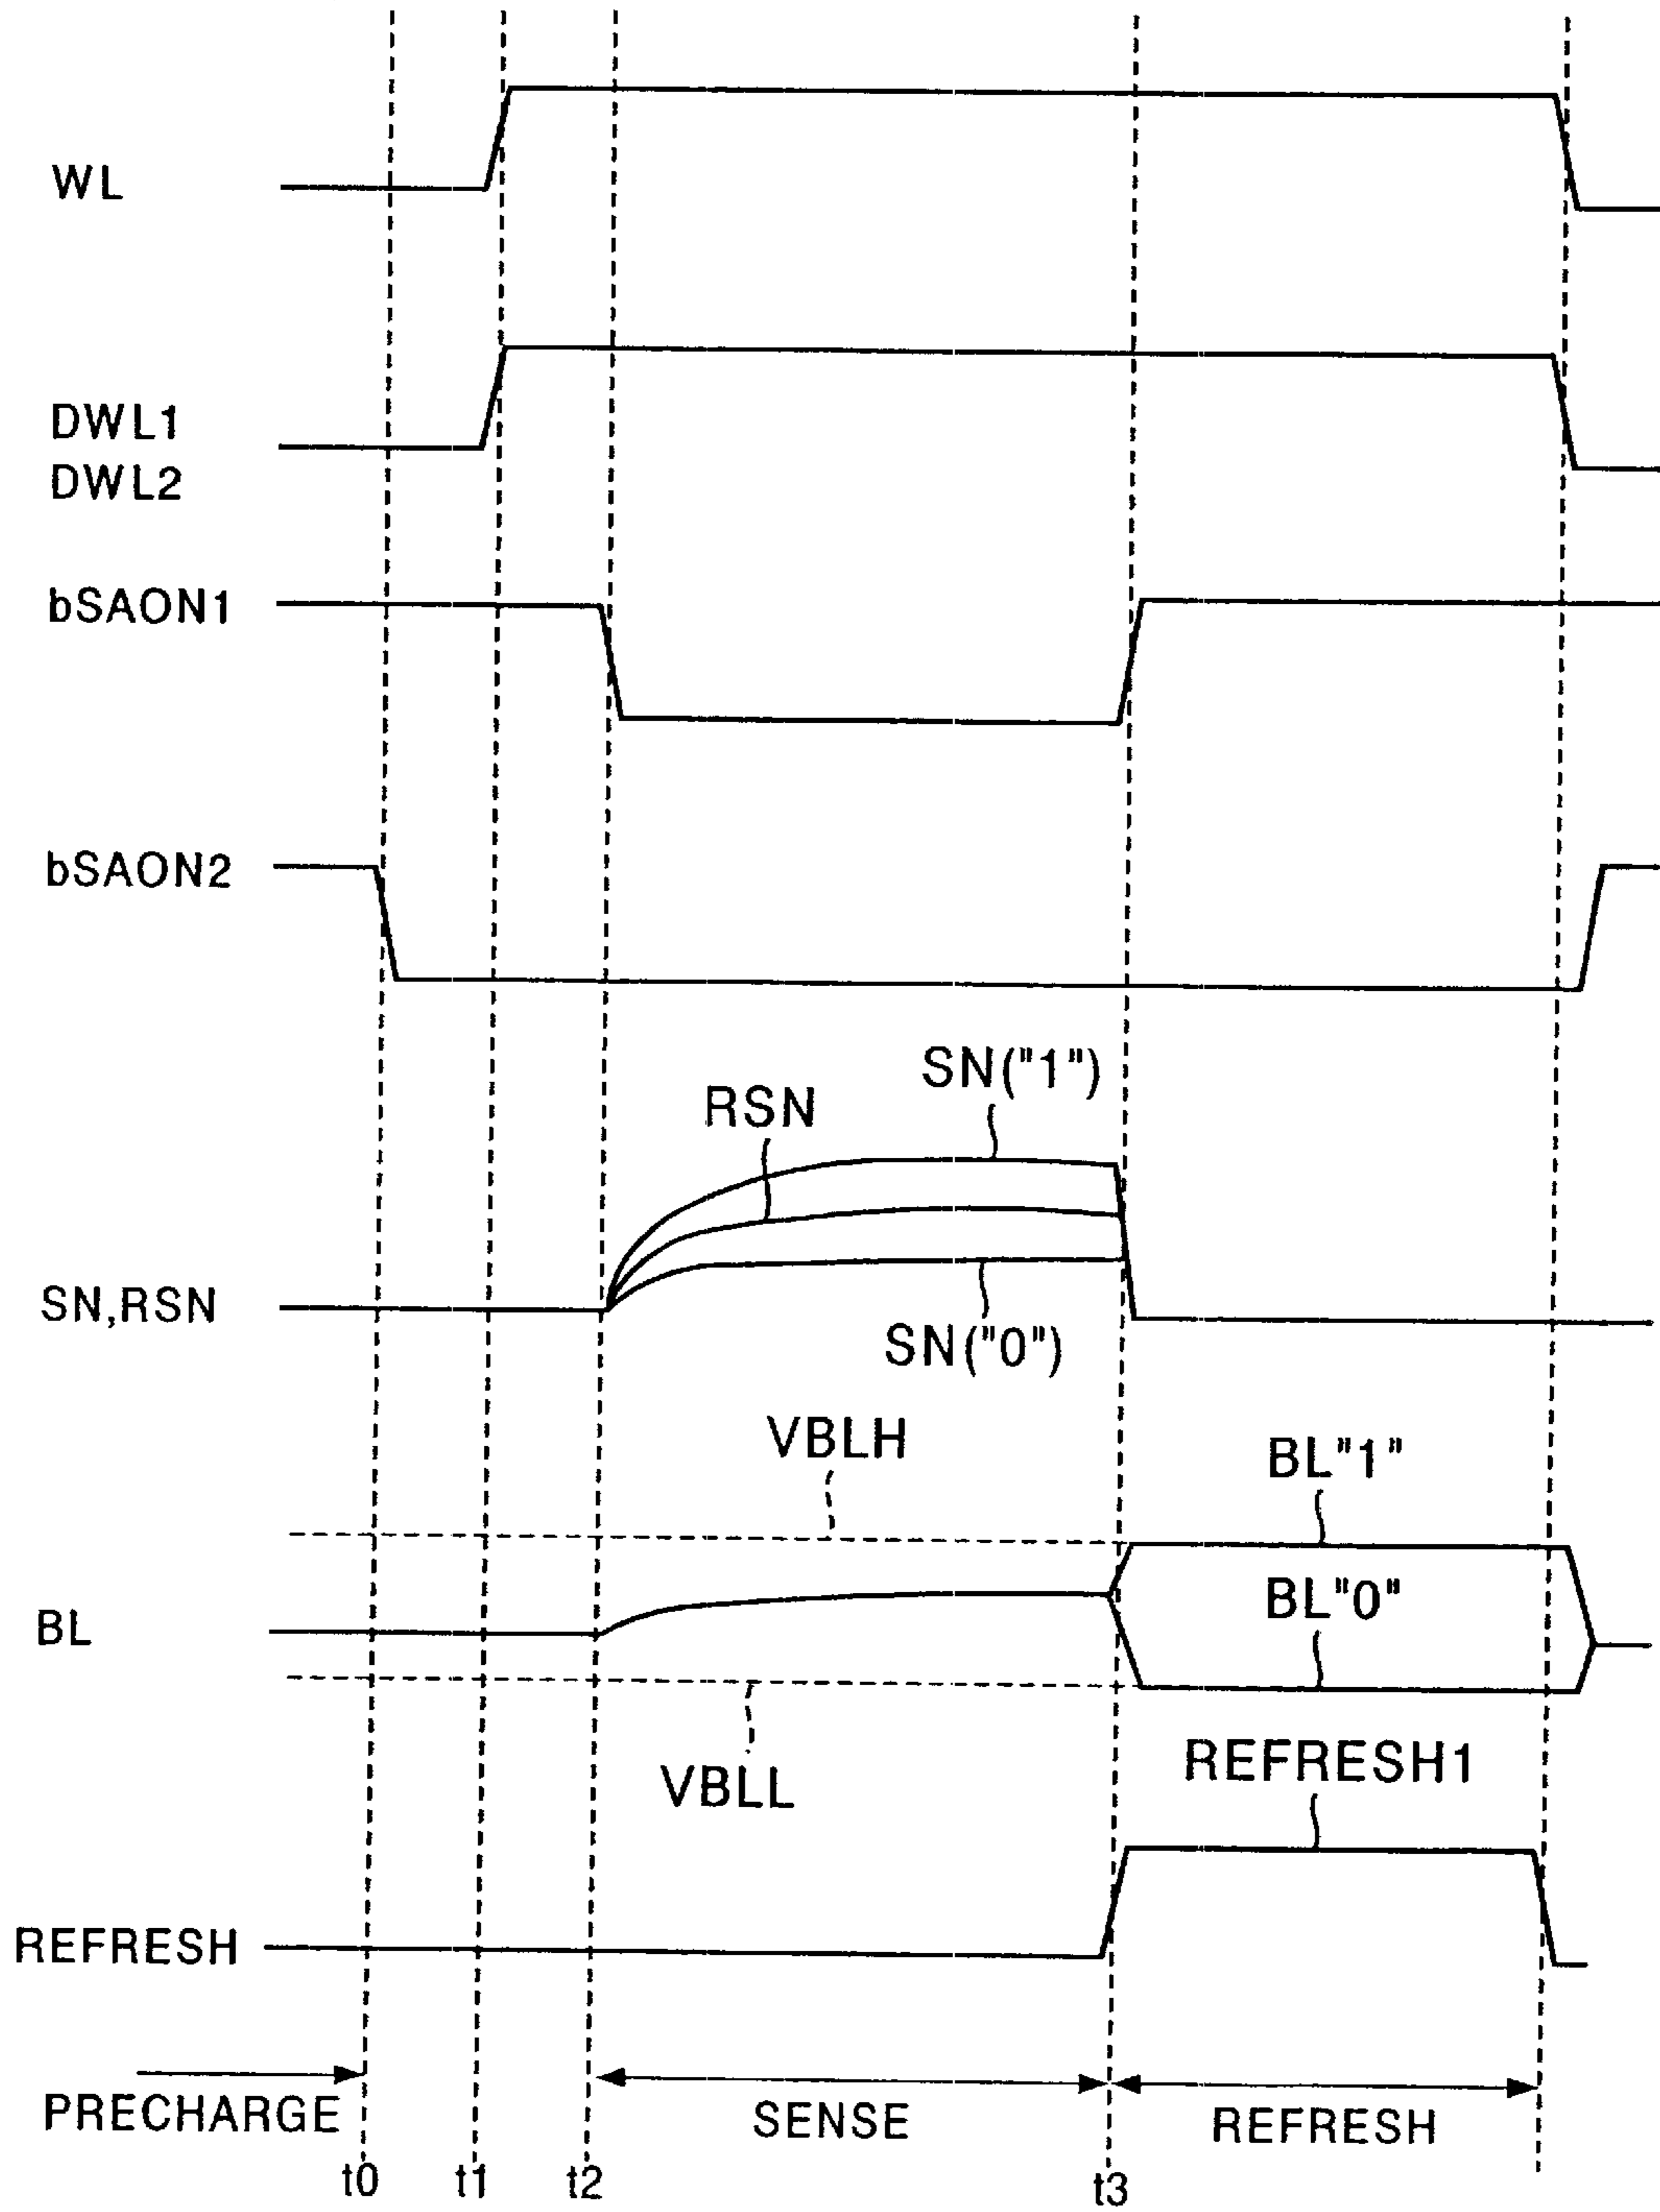 WL
DWL1
DWL2
bSAON1
bSAON2
SN("1")
RSN
SN,RSN
SN("0")
VBLH
BL"1"
BL
BL"0"
VBLL
REFRESH1
REFRESH
PRECHARGE
SENSE
REFRESH
t0
t1
t2
t3